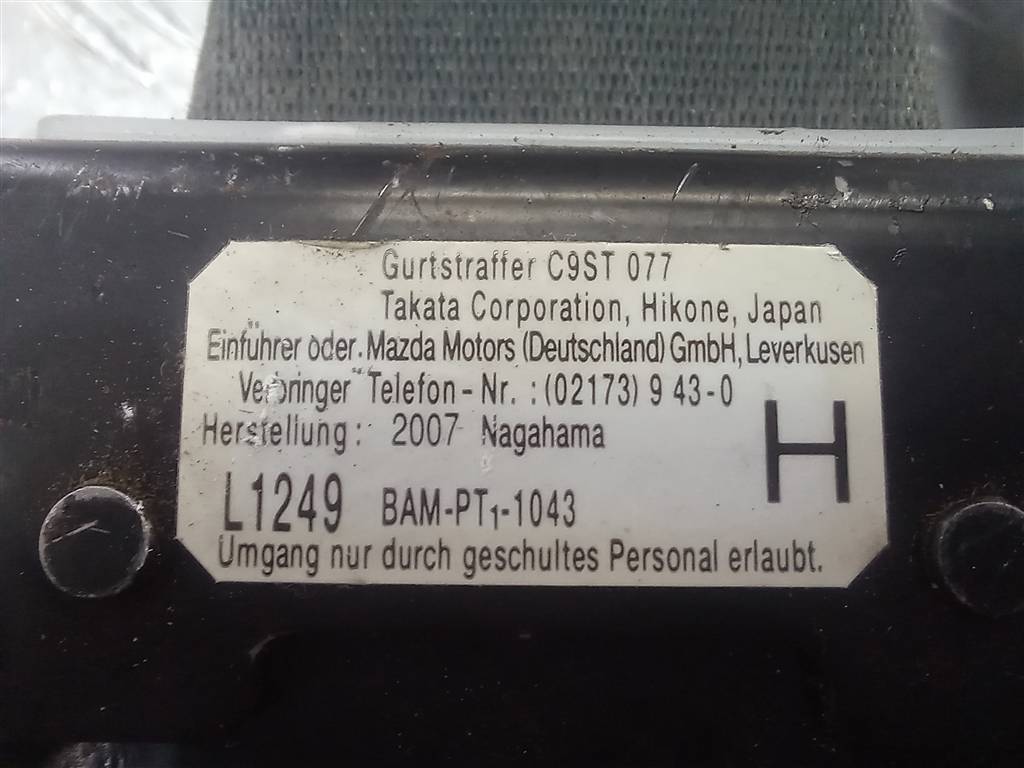 Gurtstraffer C9ST 077
Takata Corporation, Hikone, Japan
Einführer oder. Mazda Motors (Deutschland) GmbH, Leverkusen
Verbringer Telefon-Nr. : (02173) 9 43-0
Herstellung: 2007 Nagahama
H
L1249 BAM-PT1-1043
Umgang nur durch geschultes Personal erlaubt.